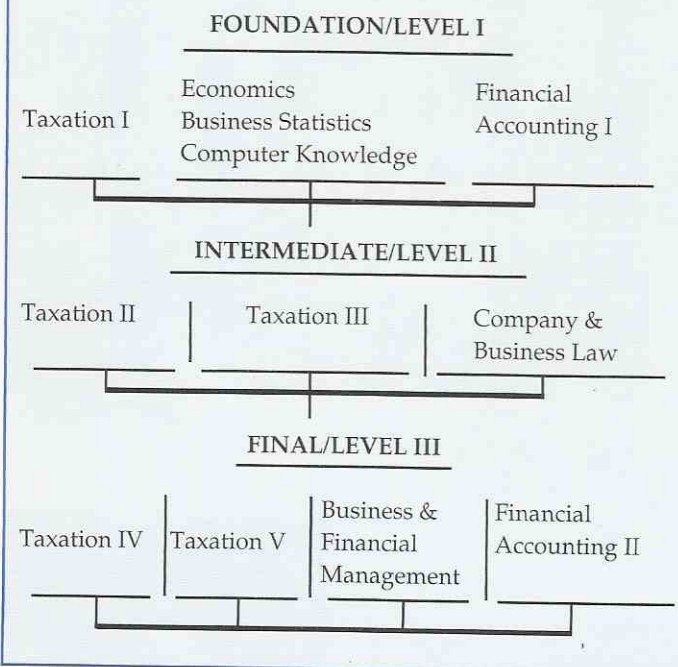 FOUNDATION/LEVEL I
Taxation I
Economics
Business Statistics
Computer Knowledge
Financial
Accounting I
INTERMEDIATE/LEVEL II
Taxation II
Taxation III
Company &
Business Law
FINAL/LEVEL III
Taxation IV
Taxation V
Business &
Financial
Management
Financial
Accounting II